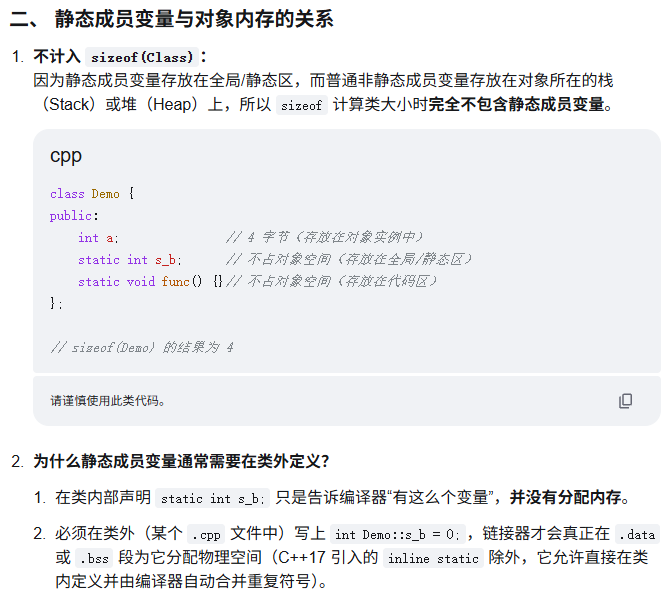 二、 静态成员变量与对象内存的关系
1. 不计入 sizeof(Class)：
因为静态成员变量存放在全局/静态区，而普通非静态成员变量存放在对象所在的栈
（Stack）或堆（Heap）上，所以 sizeof 计算类大小时完全不包含静态成员变量。
cpp
class Demo {
public:
    int a;              // 4 字节（存放在对象实例中）
    static int s_b;     // 不占对象空间（存放在全局/静态区）
    static void func() {}// 不占对象空间（存放在代码区）
};
// sizeof(Demo) 的结果为 4
请谨慎使用此类代码。
2. 为什么静态成员变量通常需要在类外定义？
1. 在类内部声明 static int s_b; 只是告诉编译器“有这么个变量”，并没有分配内存。
2. 必须在类外（某个 .cpp 文件中）写上 int Demo::s_b = 0;，链接器才会真正在 .data
或 .bss 段为它分配物理空间（C++17 引入的 inline static 除外，它允许直接在类
内定义并由编译器自动合并重复符号）。